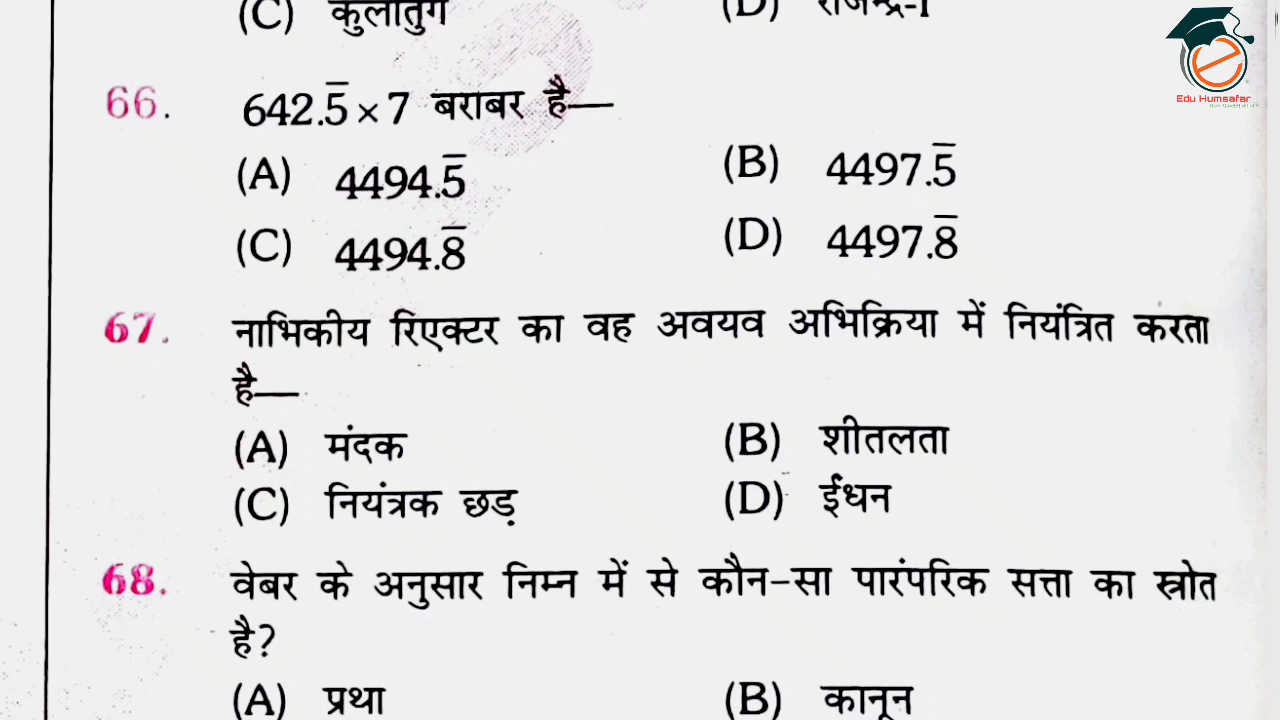 (C) कुलोतुंग (D) राजेन्द्र-I
Edu Humsafar
66. 642.5̅ × 7 बराबर है—
(A) 4494.5̅ (B) 4497.5̅
(C) 4494.8̅ (D) 4497.8̅
67. नाभिकीय रिएक्टर का वह अवयव अभिक्रिया में नियंत्रित करता
है—
(A) मंदक (B) शीतलता
(C) नियंत्रक छड़ (D) ईंधन
68. वेबर के अनुसार निम्न में से कौन-सा पारंपरिक सत्ता का स्त्रोत
है?
(A) प्रथा (B) कानून